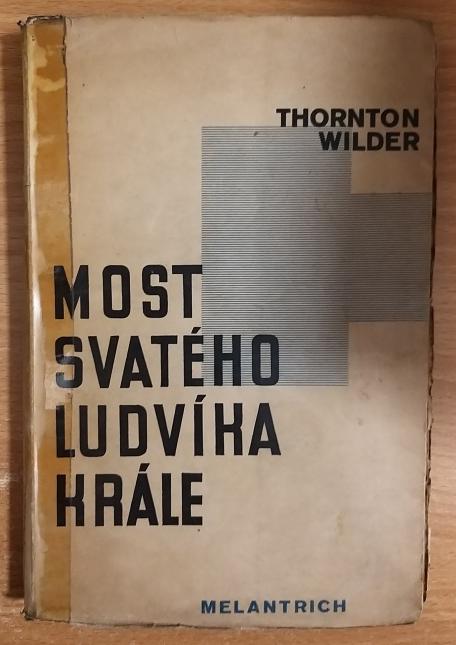 THORNTON
WILDER
MOST
SVATÉHO
LUDVÍKA
KRÁLE
MELANTRICH